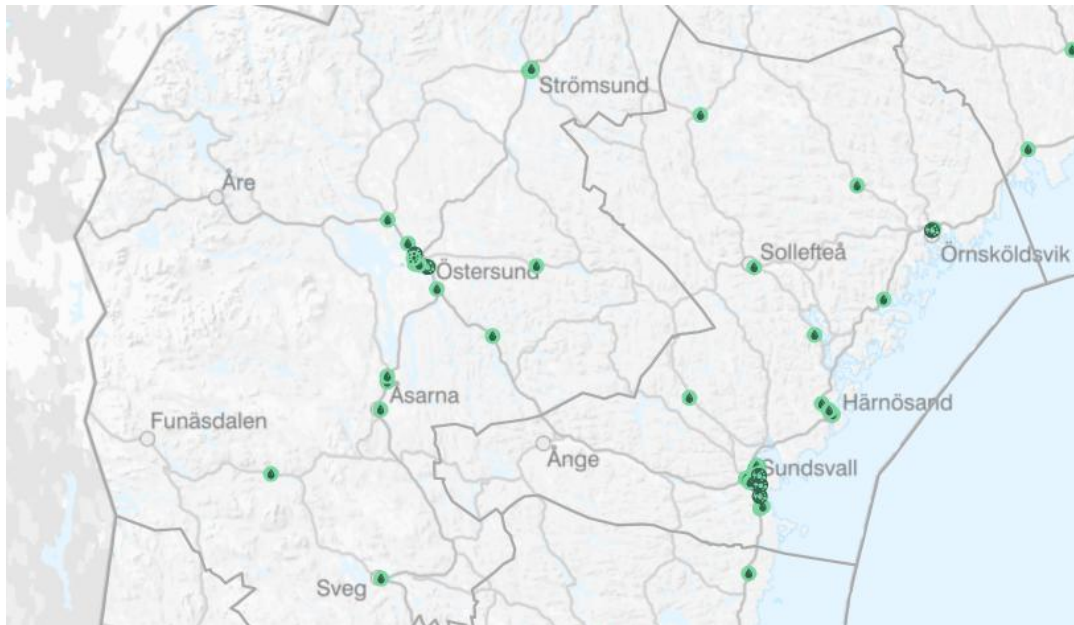 Strömsund
Åre
Sollefteå
Örnsköldsvik
Östersund
Åsarna
Härnösand
Funäsdalen
Ånge
Sundsvall
Sveg